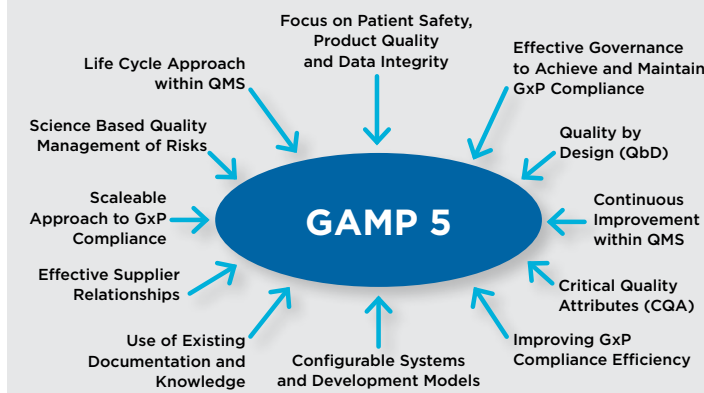 Focus on Patient Safety,
Product Quality
and Data Integrity
Effective Governance
to Achieve and Maintain
GxP Compliance
Quality by
Design (QbD)
Continuous
Improvement
within QMS
Critical Quality
Attributes (CQA)
Improving GxP
Compliance Efficiency
Configurable Systems
and Development Models
Use of Existing
Documentation and
Knowledge
Effective Supplier
Relationships
Scaleable
Approach to GxP
Compliance
Science Based Quality
Management of Risks
Life Cycle Approach
within QMS
GAMP 5